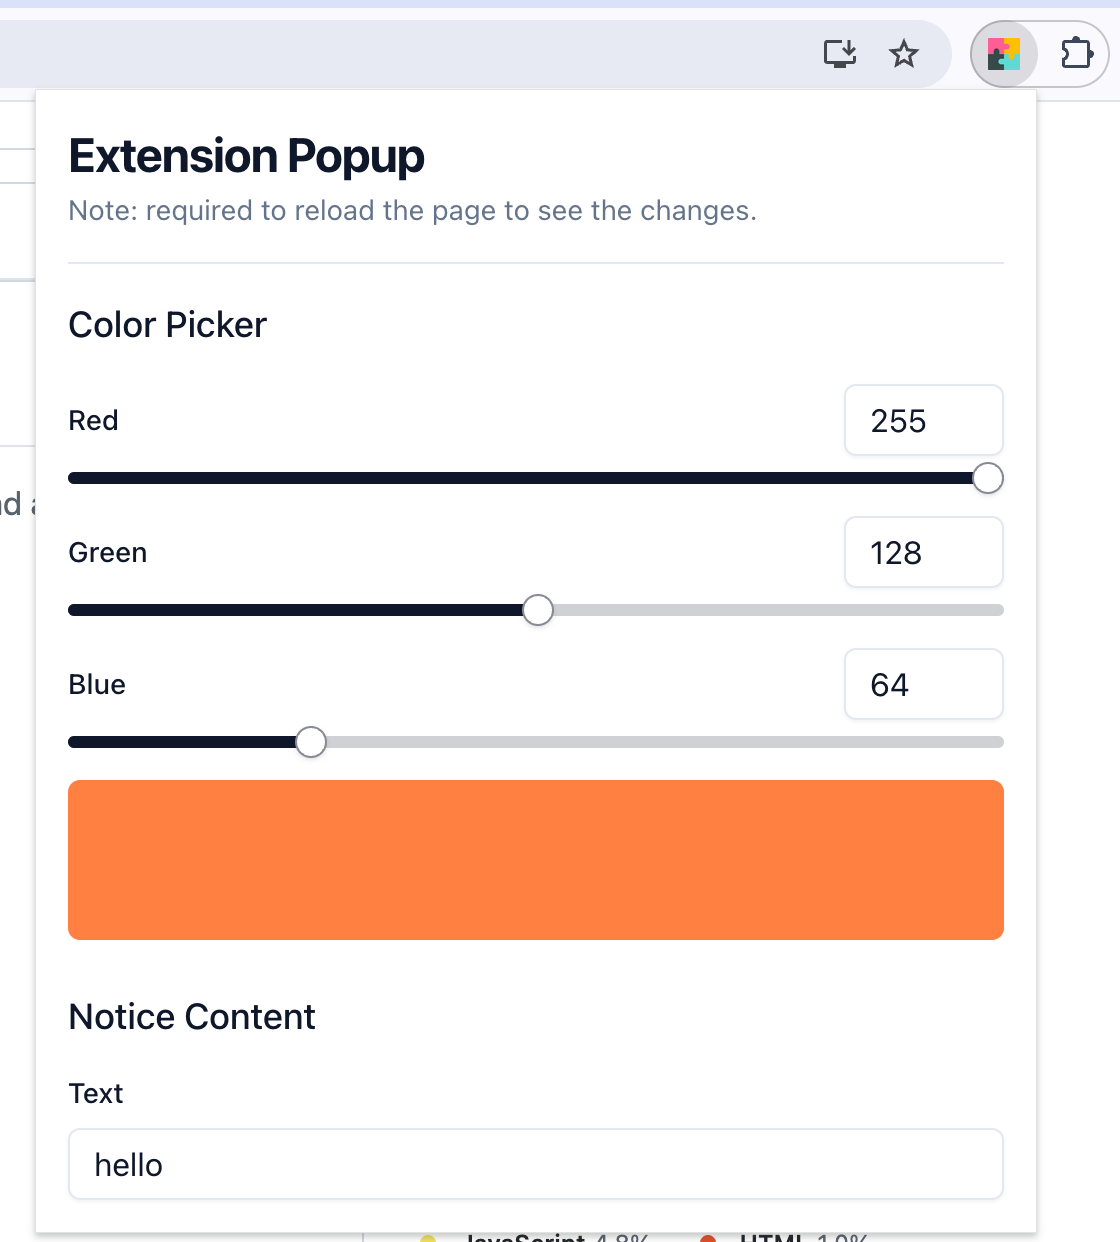 Extension Popup
Note: required to reload the page to see the changes.
Color Picker
Red
255
Green
128
Blue
64
Notice Content
Text
hello
JavaScript 4.8%
HTML 1.0%